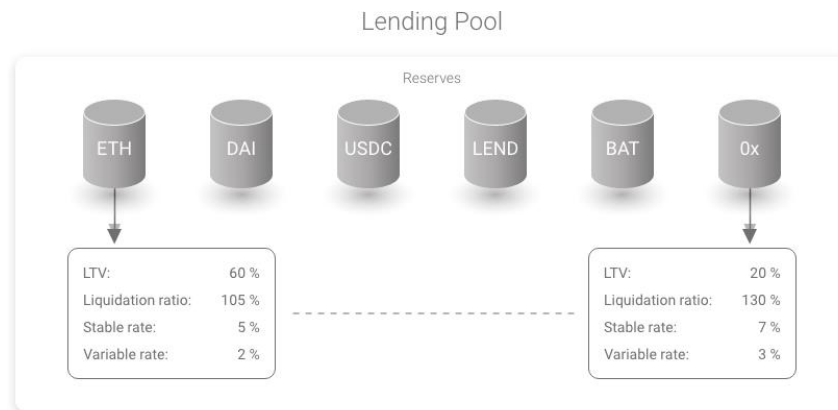 Lending Pool
Reserves
ETH DAI USDC LEND BAT 0x
LTV: 60 %
Liquidation ratio: 105 %
Stable rate: 5 %
Variable rate: 2 %
LTV: 20 %
Liquidation ratio: 130 %
Stable rate: 7 %
Variable rate: 3 %